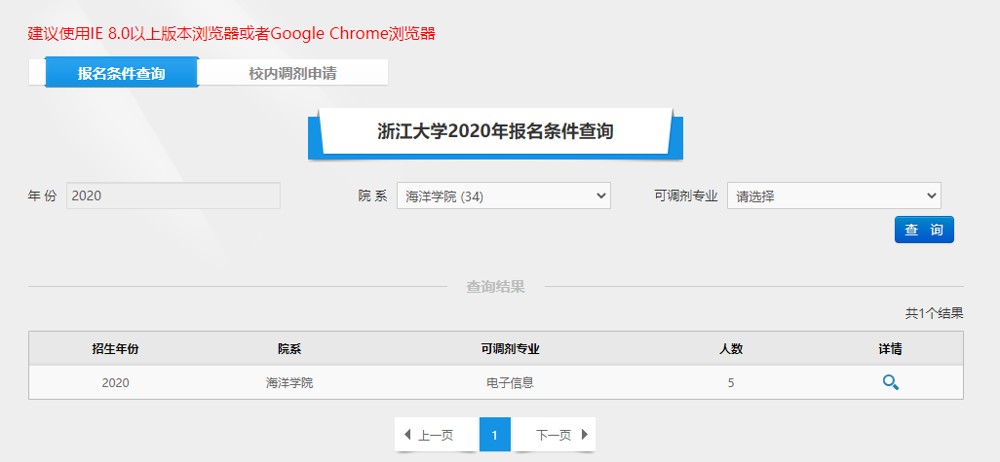 建议使用IE 8.0以上版本浏览器或者Google Chrome浏览器
报名条件查询 校内调剂申请
浙江大学2020年报名条件查询
年 份 2020 院 系 海洋学院 (34) 可调剂专业 请选择
查 询
查询结果
共1个结果
招生年份 院系 可调剂专业 人数 详情
2020 海洋学院 电子信息 5
上一页 1 下一页